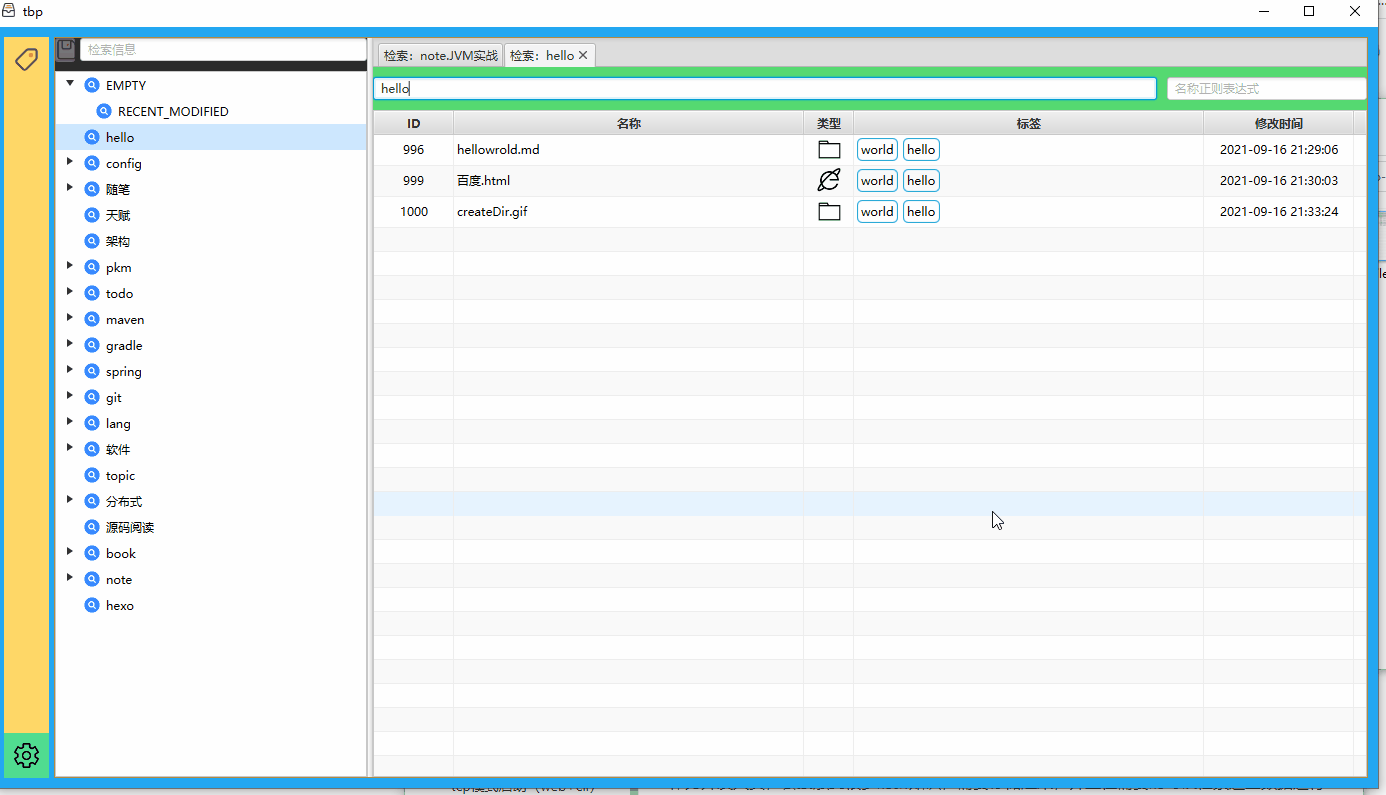 tbp
检索信息
EMPTY
RECENT_MODIFIED
hello
config
随笔
天赋
架构
pkm
todo
maven
gradle
spring
git
lang
软件
topic
分布式
源码阅读
book
note
hexo
检索：note.JVM实战 检索：hello
hello 名称正则表达式
ID 名称 类型 标签 修改时间
996 hellowrold.md world hello 2021-09-16 21:29:06
999 百度.html world hello 2021-09-16 21:30:03
1000 createDir.gif world hello 2021-09-16 21:33:24